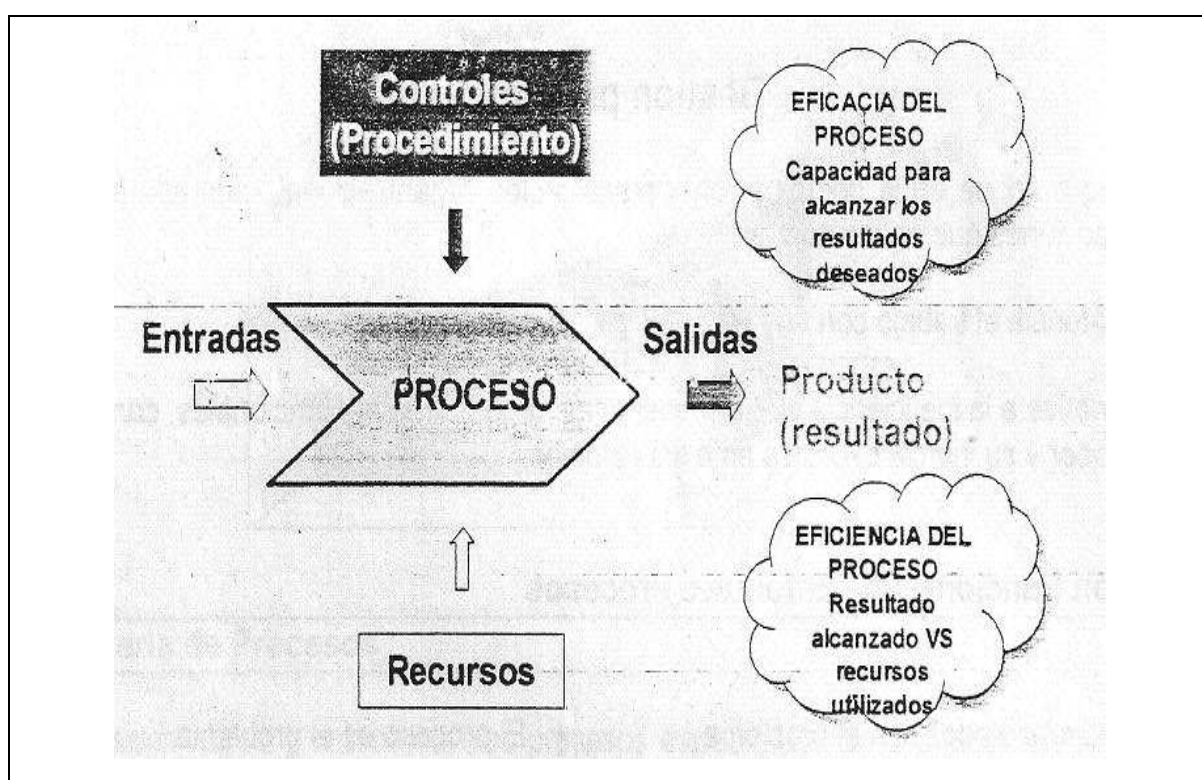 Controles
(Procedimiento)
EFICACIA DEL
PROCESO
Capacidad para
alcanzar los
resultados
deseados
Entradas
PROCESO
Salidas
Producto
(resultado)
EFICIENCIA DEL
PROCESO
Resultado
alcanzado VS
recursos
utilizados
Recursos